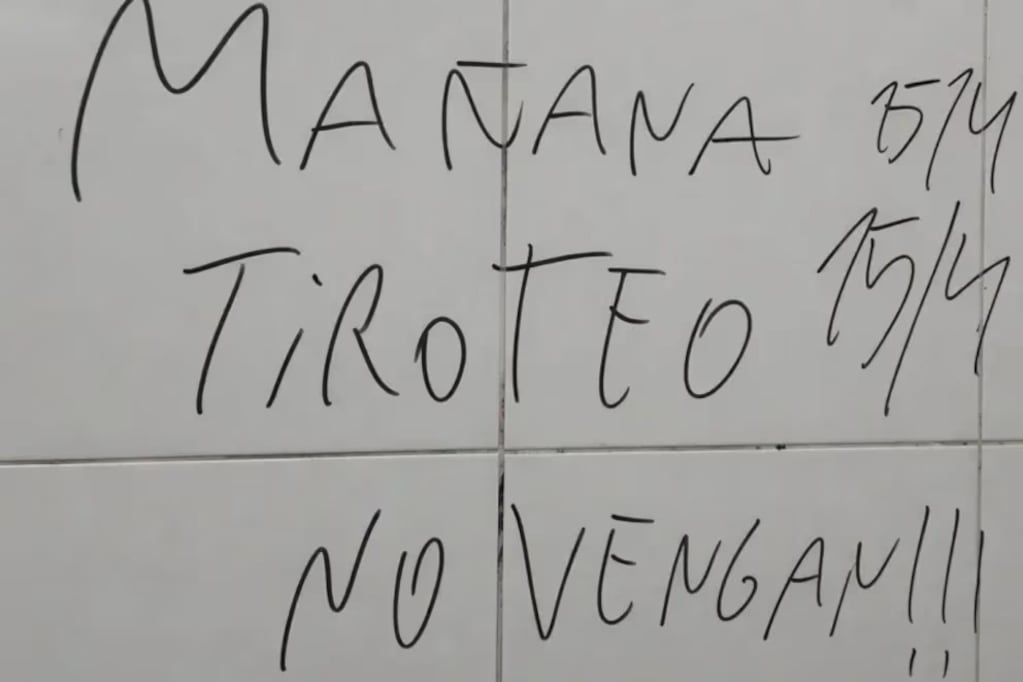 MAÑANA 15/4
TiROTEO 15/4
NO VENGAN!!!